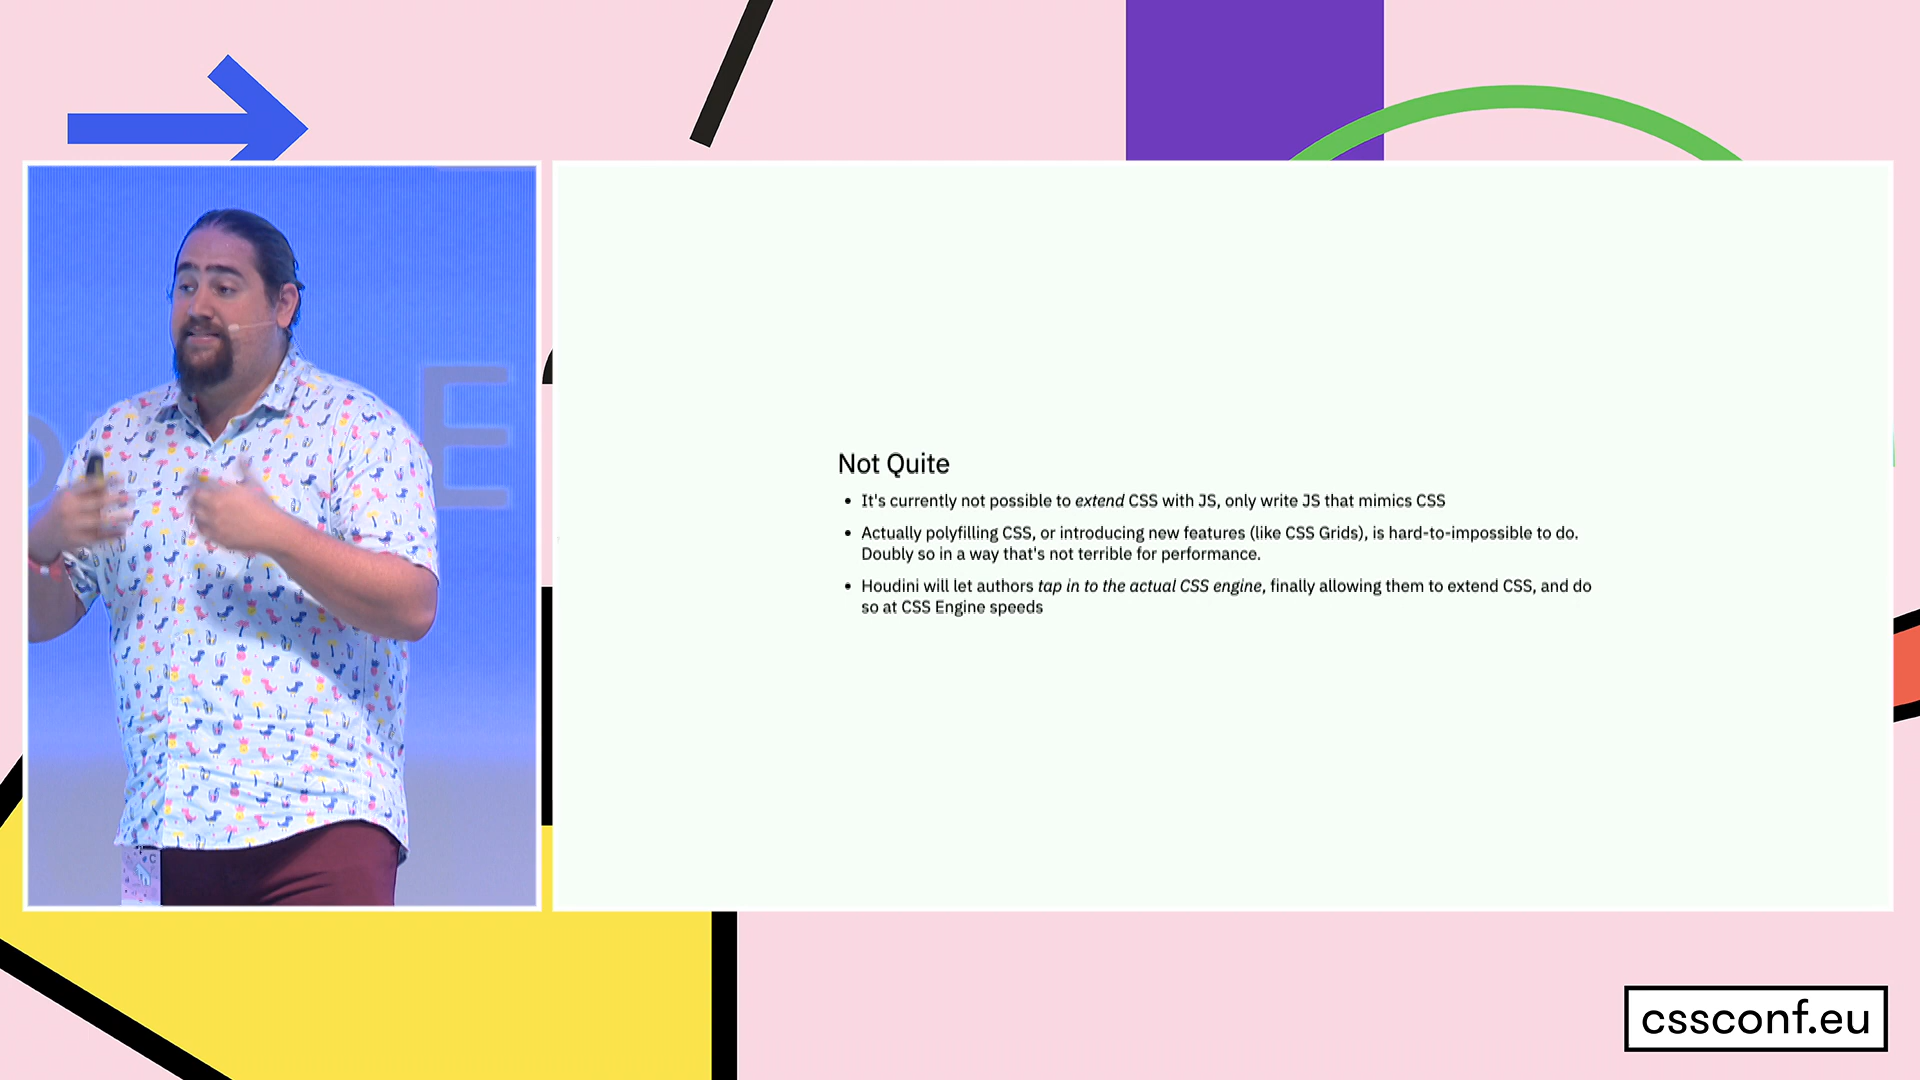 E
Not Quite
It's currently not possible to extend CSS with JS, only write JS that mimics CSS
Actually polyfilling CSS, or introducing new features (like CSS Grids), is hard-to-impossible to do.
Doubly so in a way that's not terrible for performance.
Houdini will let authors tap in to the actual CSS engine, finally allowing them to extend CSS, and do
so at CSS Engine speeds
cssconf.eu